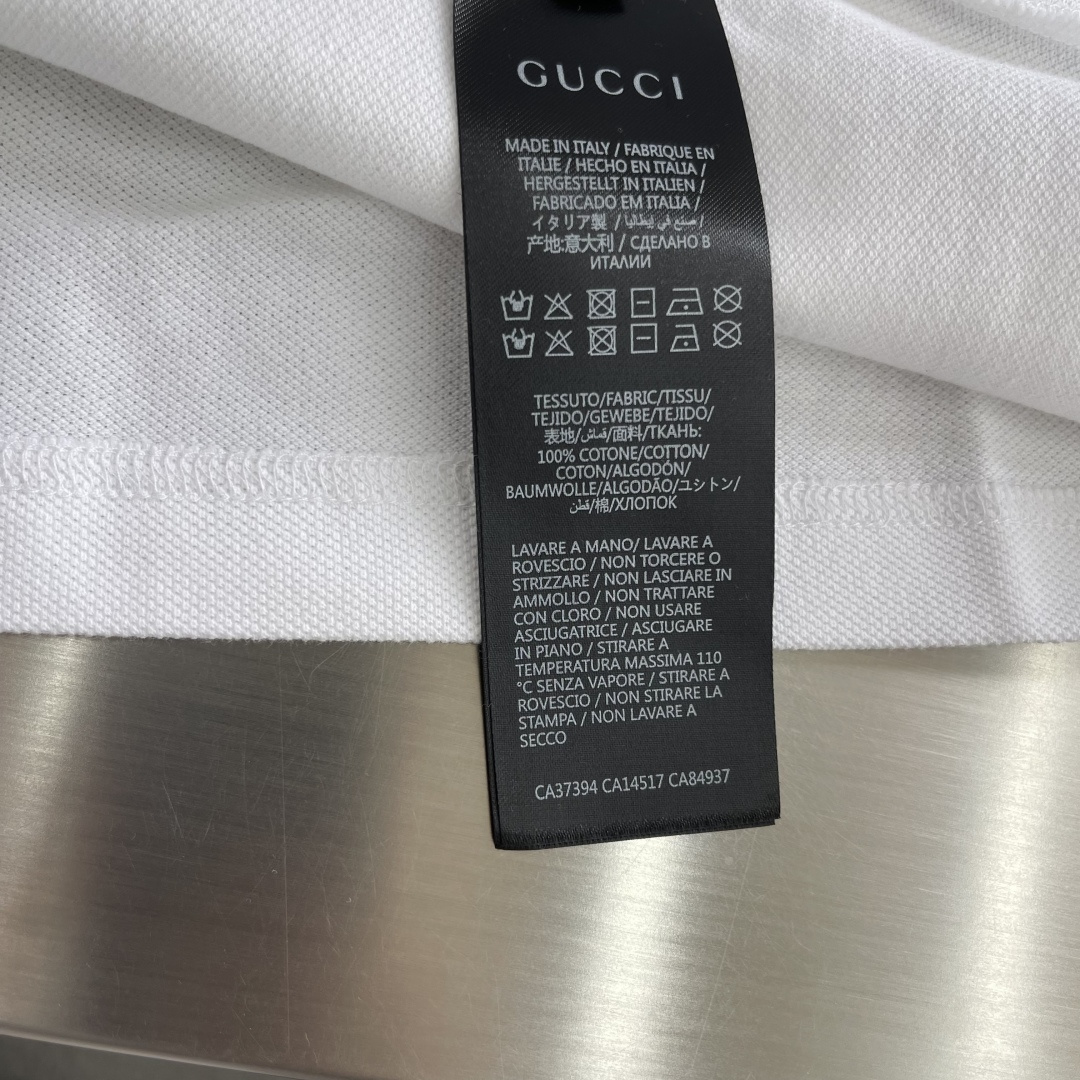 GUCCI
MADE IN ITALY / FABRIQUE EN
ITALIE / HECHO EN ITALIA /
HERGESTELLT IN ITALIEN /
FABRICADO EM ITALIA /
イタリア製 / صنع في إيطاليا /
产地:意大利 / СДЕЛАНО В
ИТАЛИИ
TESSUTO/FABRIC/TISSU/
TEJIDO/GEWEBE/TEJIDO/
表地/قماش/面料/ТКАНЬ:
100% COTONE/COTTON/
COTON/ALGODÓN/
BAUMWOLLE/ALGODÃO/ユシトン/
قطن/棉/ХЛОПОК
LAVARE A MANO/ LAVARE A
ROVESCIO / NON TORCERE O
STRIZZARE / NON LASCIARE IN
AMMOLLO / NON TRATTARE
CON CLORO / NON USARE
ASCIUGATRICE / ASCIUGARE
IN PIANO / STIRARE A
TEMPERATURA MASSIMA 110
°C SENZA VAPORE / STIRARE A
ROVESCIO / NON STIRARE LA
STAMPA / NON LAVARE A
SECCO
CA37394 CA14517 CA84937